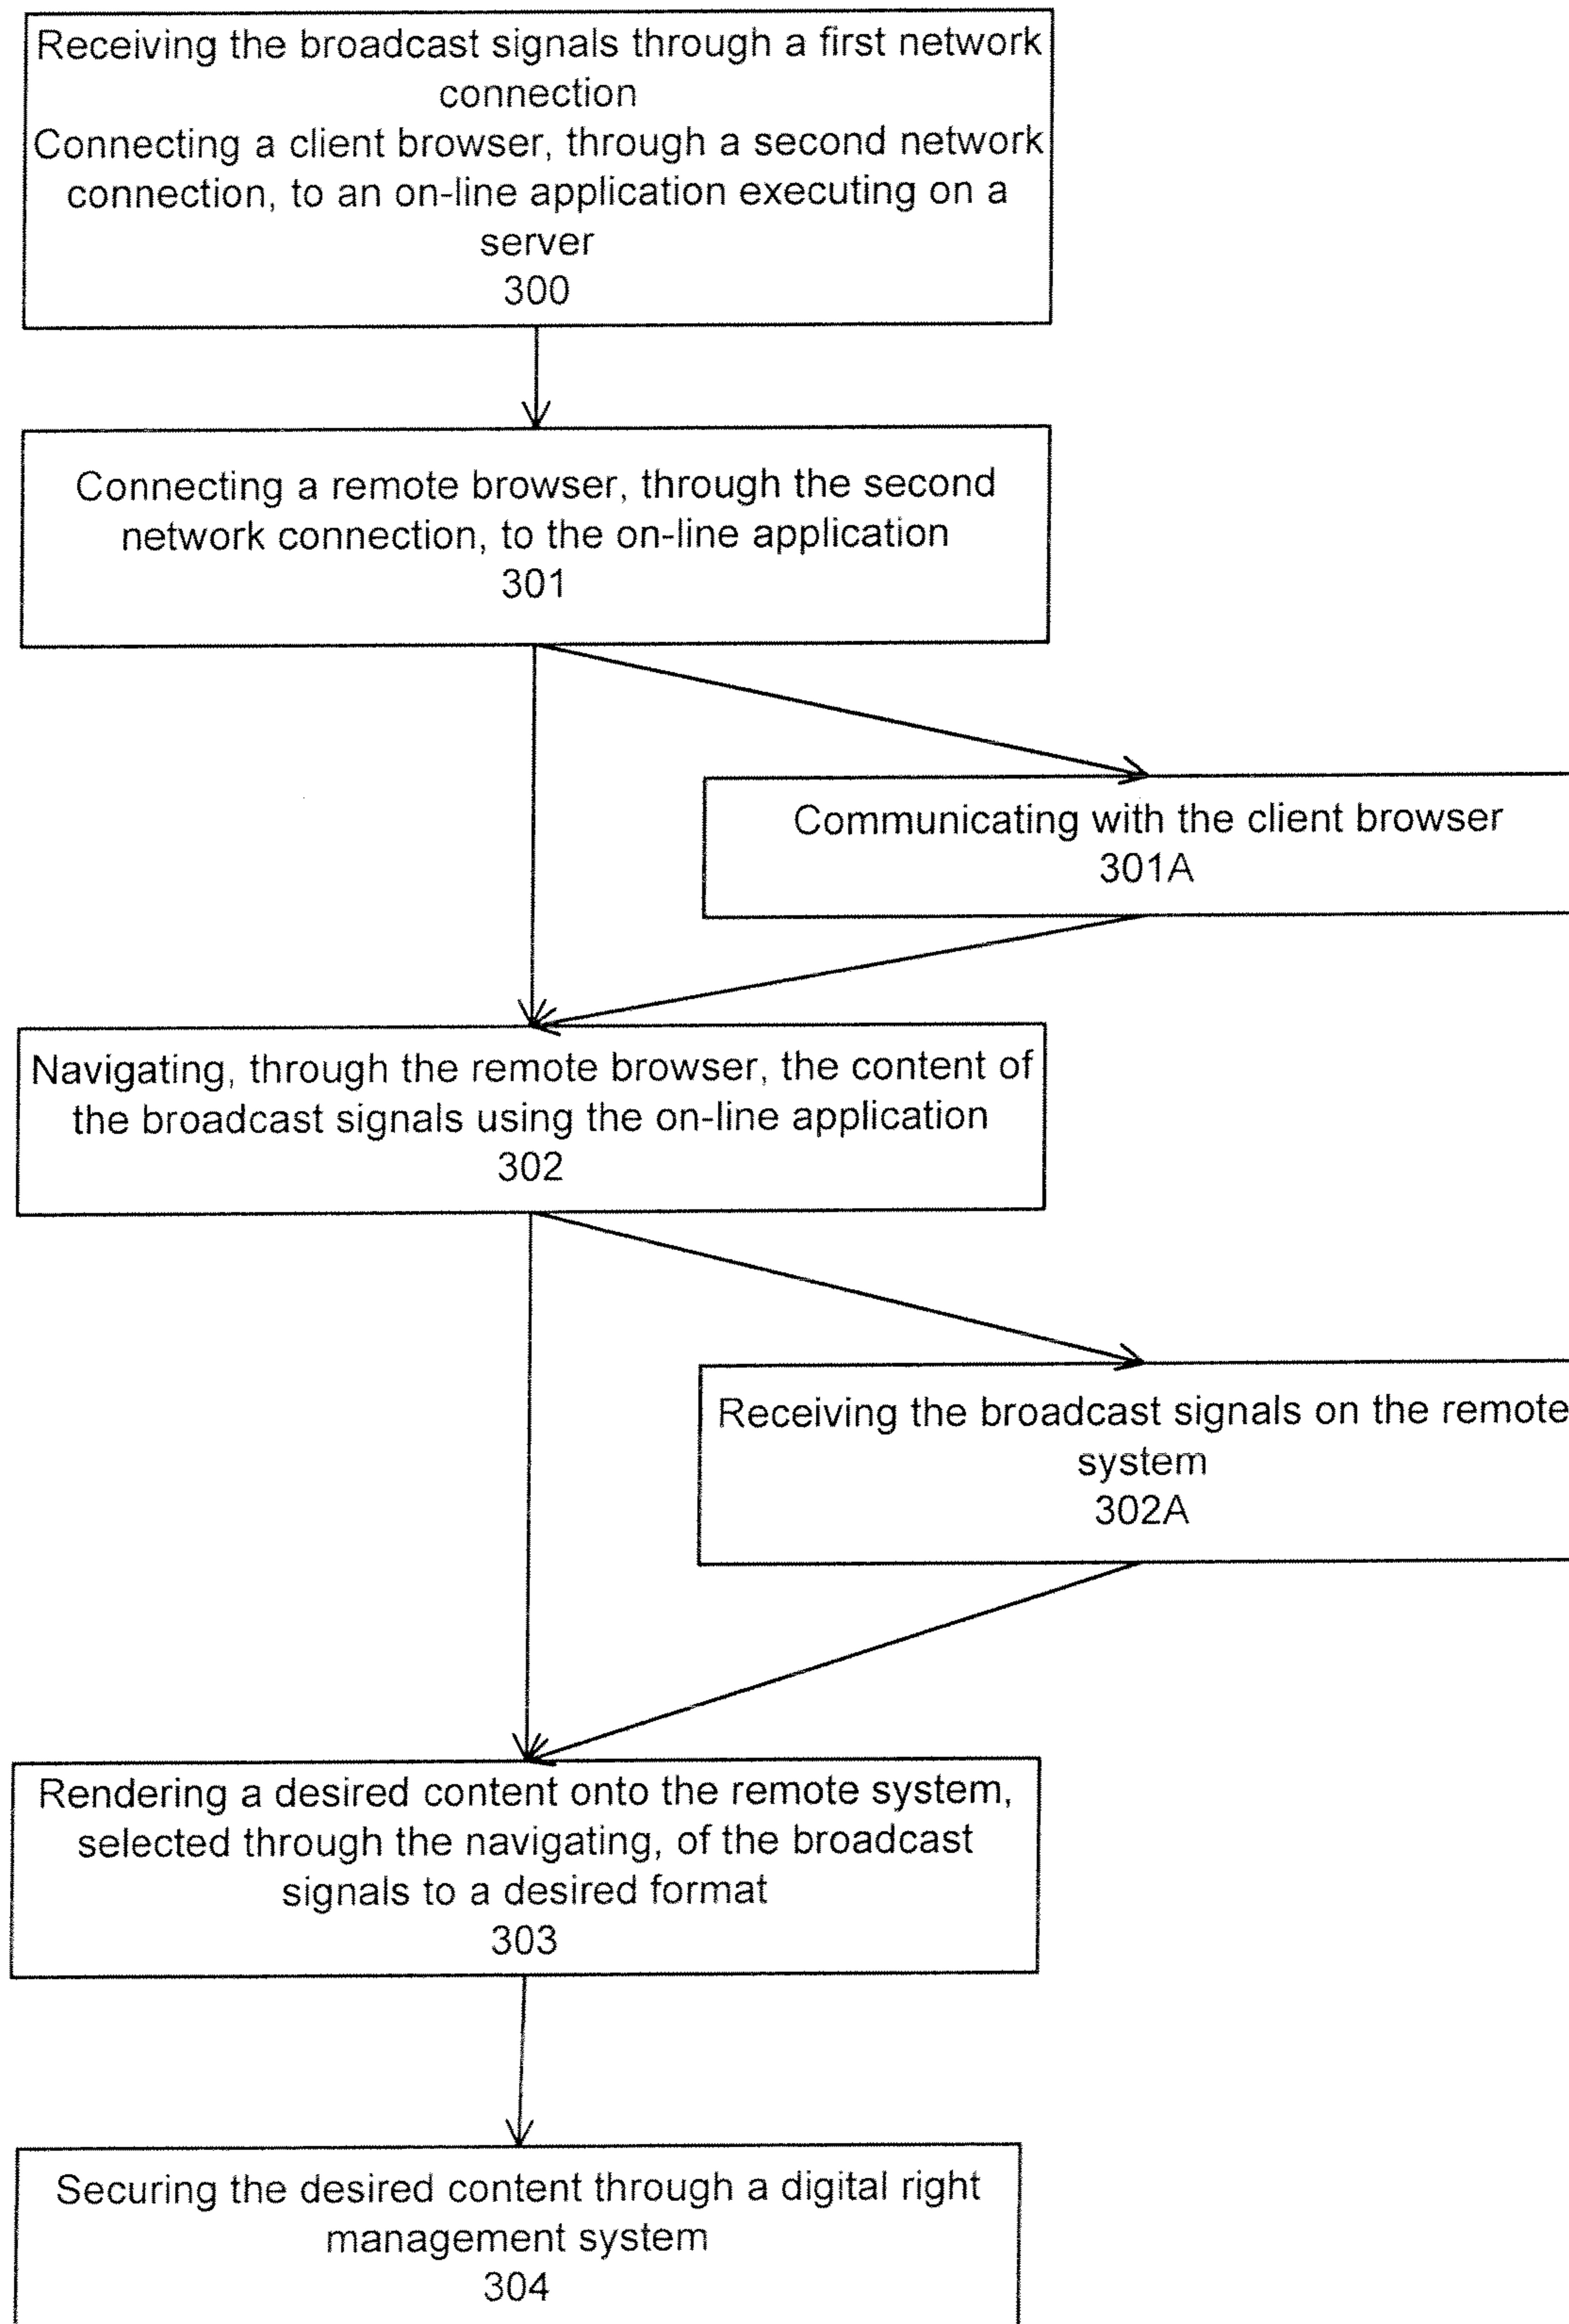 Receiving the broadcast signals through a first network
connection
Connecting a client browser, through a second network
connection, to an on-line application executing on a
server
300
Connecting a remote browser, through the second
network connection, to the on-line application
301
Communicating with the client browser
301A
Navigating, through the remote browser, the content of
the broadcast signals using the on-line application
302
Receiving the broadcast signals on the remote
system
302A
Rendering a desired content onto the remote system,
selected through the navigating, of the broadcast
signals to a desired format
303
Securing the desired content through a digital right
management system
304